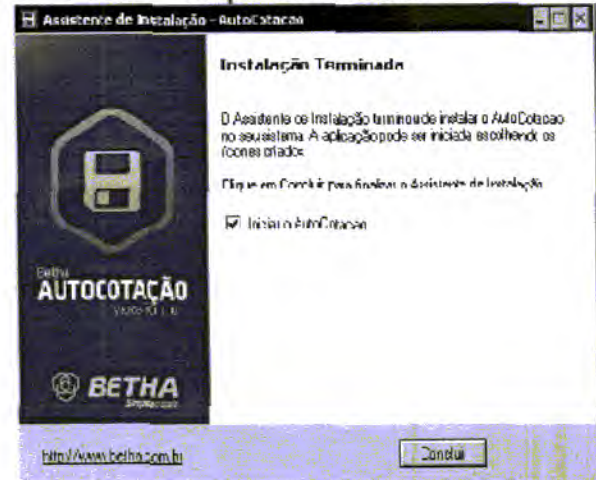 Assistente de Instalação - AutoCotacao
Instalação Terminada
O Assistente de Instalação terminou de instalar o AutoCotacao
no seu sistema. A aplicação pode ser iniciada escolhendo os
ícones criados
Clique em Concluir para finalizar o Assistente de Instalação
Iniciar o AutoCotacao
Betha
AUTOCOTAÇÃO
BETHA
http://www.betha.com.br
Concluir